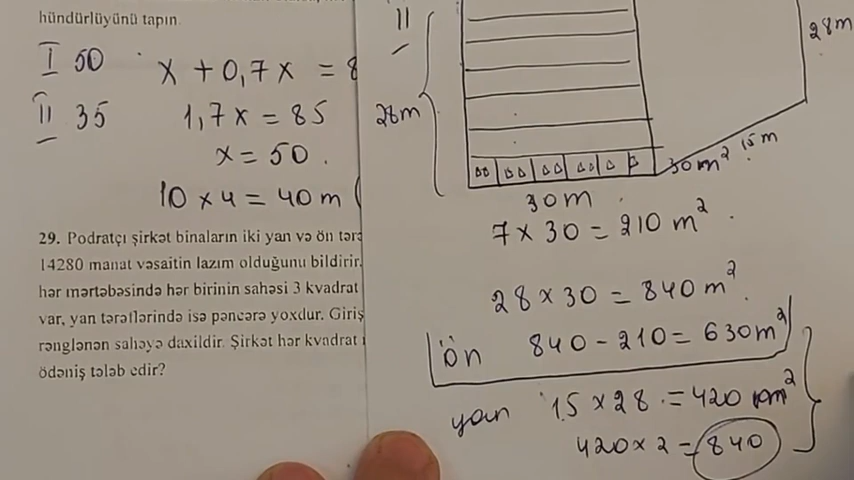 hündürlüyünü tapın.
I 50
x + 0,7x = 8
II 35
1,7x = 85
x = 50.
10 × 4 = 40 m (
29. Podratçı şirkət binaların iki yan və ön tərə
14280 manat vəsaitin lazım olduğunu bildirir.
hər mərtəbəsində hər birinin sahəsi 3 kvadrat
var, yan tərəflərində isə pəncərə yoxdur. Giriş
rənglənən sahəyə daxildir. Şirkət hər kvadrat
ödəniş tələb edir?
II
28m
28m
30m² 15m
30m
7 × 30 = 210 m².
28 × 30 = 840 m².
ön 840 - 210 = 630 m²
yan 15 × 28 = 420 m²
420 × 2 = 840